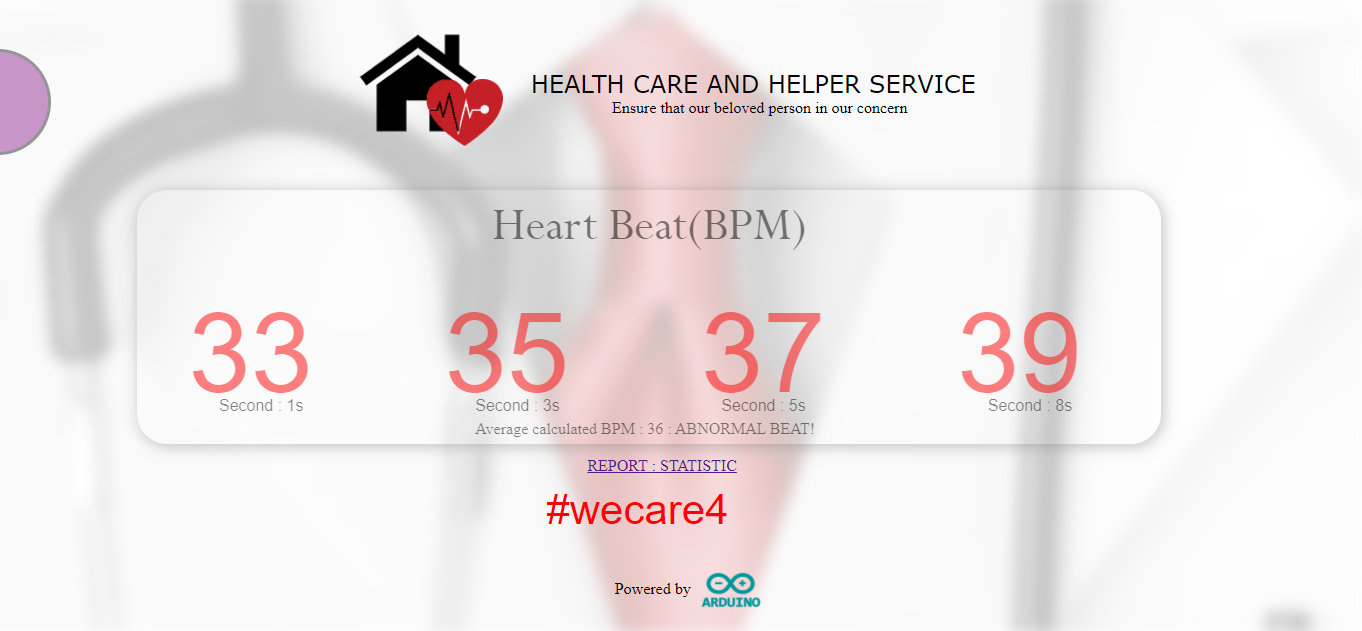 HEALTH CARE AND HELPER SERVICE
Ensure that our beloved person in our concern
Heart Beat(BPM)
33 35 37 39
Second : 1s Second : 3s Second : 5s Second : 8s
Average calculated BPM : 36 : ABNORMAL BEAT!
REPORT : STATISTIC
#wecare4
Powered by ARDUINO